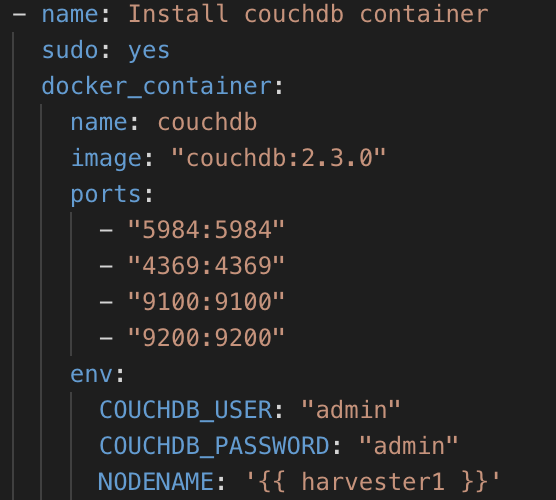 - name: Install couchdb container
sudo: yes
docker_container:
name: couchdb
image: "couchdb:2.3.0"
ports:
- "5984:5984"
- "4369:4369"
- "9100:9100"
- "9200:9200"
env:
COUCHDB_USER: "admin"
COUCHDB_PASSWORD: "admin"
NODENAME: '{{ harvester1 }}'